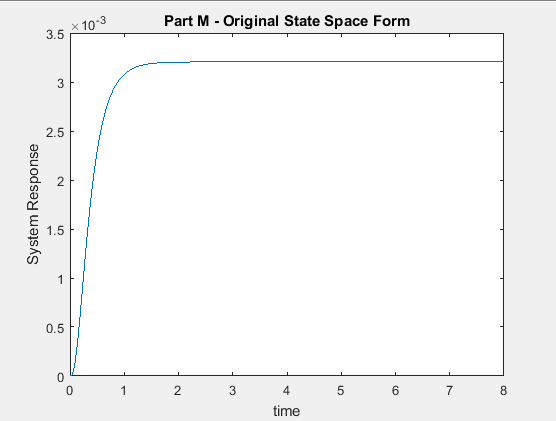 Part M - Original State Space Form
×10⁻³
3.5
3
2.5
2
1.5
1
0.5
0
System Response
0 1 2 3 4 5 6 7 8
time